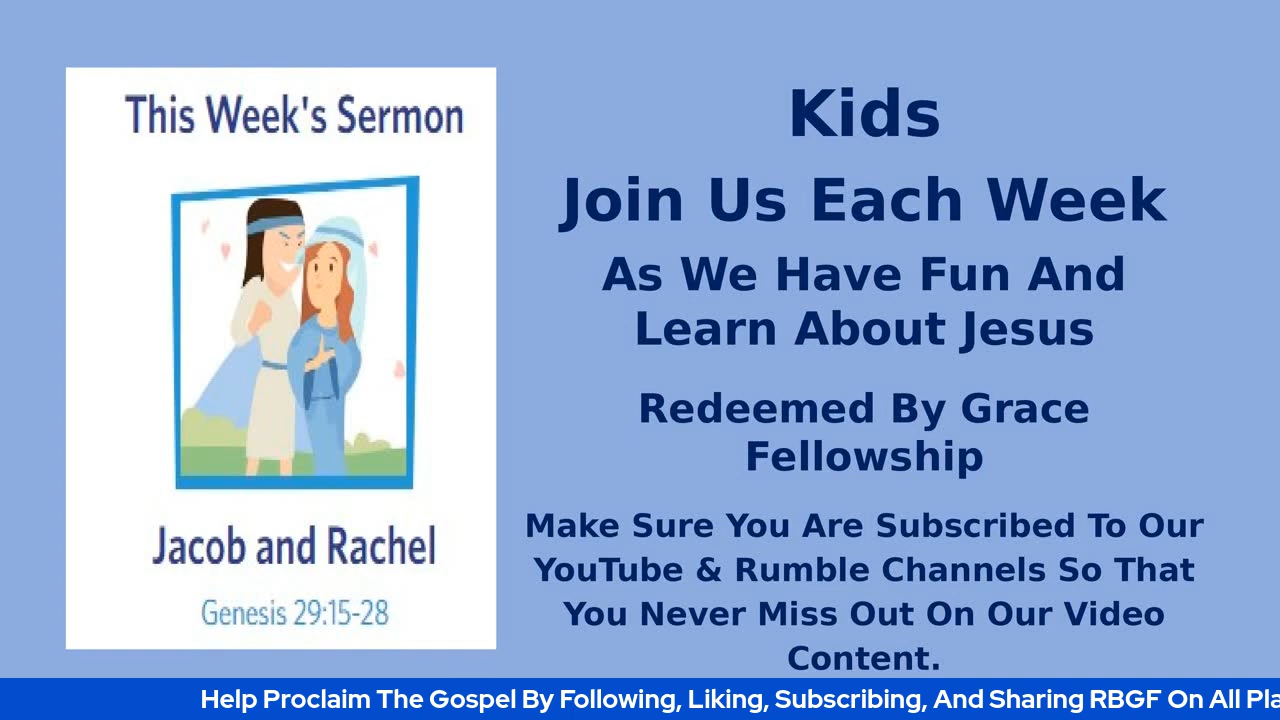 This Week's Sermon
Jacob and Rachel
Genesis 29:15-28
Kids
Join Us Each Week
As We Have Fun And
Learn About Jesus
Redeemed By Grace
Fellowship
Make Sure You Are Subscribed To Our
YouTube & Rumble Channels So That
You Never Miss Out On Our Video
Content.
Help Proclaim The Gospel By Following, Liking, Subscribing, And Sharing RBGF On All